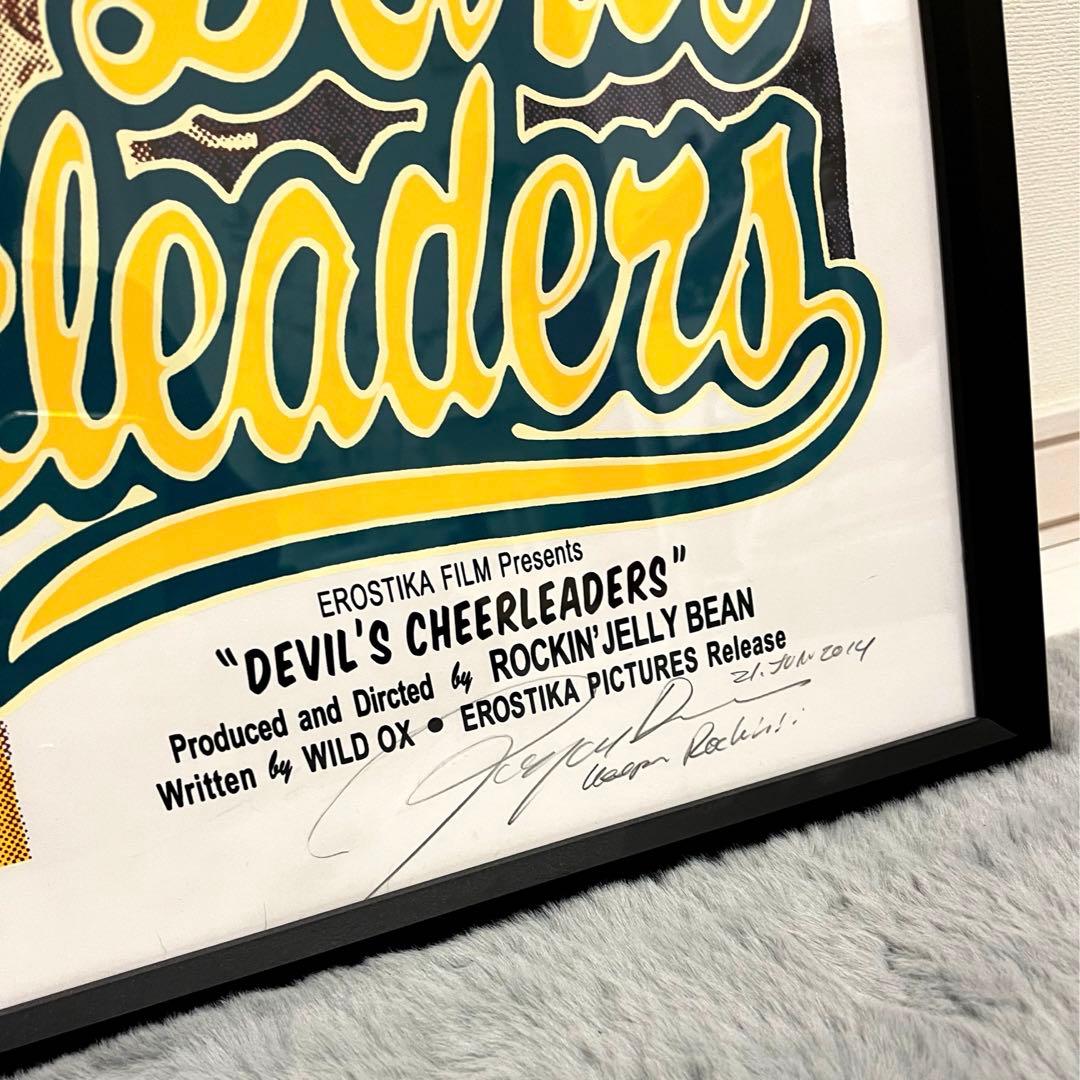 leaders
EROSTIKA FILM Presents
"DEVIL'S CHEERLEADERS"
Produced and Dircted by ROCKIN' JELLY BEAN
Written by WILD OX • EROSTIKA PICTURES Release
21. JUN 2014
Rockin!!